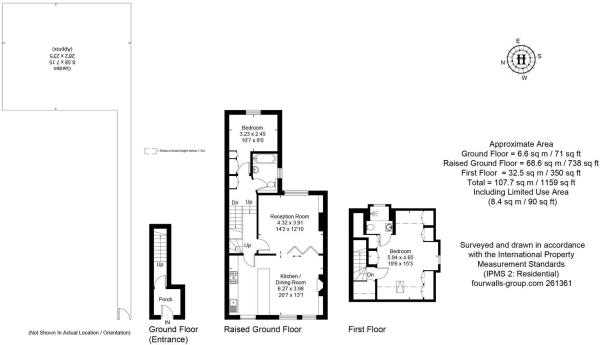 Garden
8.58 x 7.15
28'2 x 23'5
(Approx)
E
N
S
H
W
Bedroom
3.23 x 2.45
10'7 x 8'0
Approximate Area
Ground Floor = 6.6 sq m / 71 sq ft
Raised Ground Floor = 68.6 sq m / 738 sq ft
First Floor = 32.5 sq m / 350 sq ft
Total = 107.7 sq m / 1159 sq ft
Including Limited Use Area
(8.4 sq m / 90 sq ft)
Dn
Up
Reception Room
4.32 x 3.91
14'2 x 12'10
Up
Up
Bedroom
5.94 x 4.65
19'6 x 15'3
Dn
Surveyed and drawn in accordance
with the International Property
Measurement Standards
(IPMS 2: Residential)
fourwalls-group.com 261361
Kitchen /
Dining Room
6.27 x 3.98
20'7 x 13'1
Porch
IN
(Not Shown In Actual Location / Orientation)
Ground Floor
(Entrance)
Raised Ground Floor
First Floor